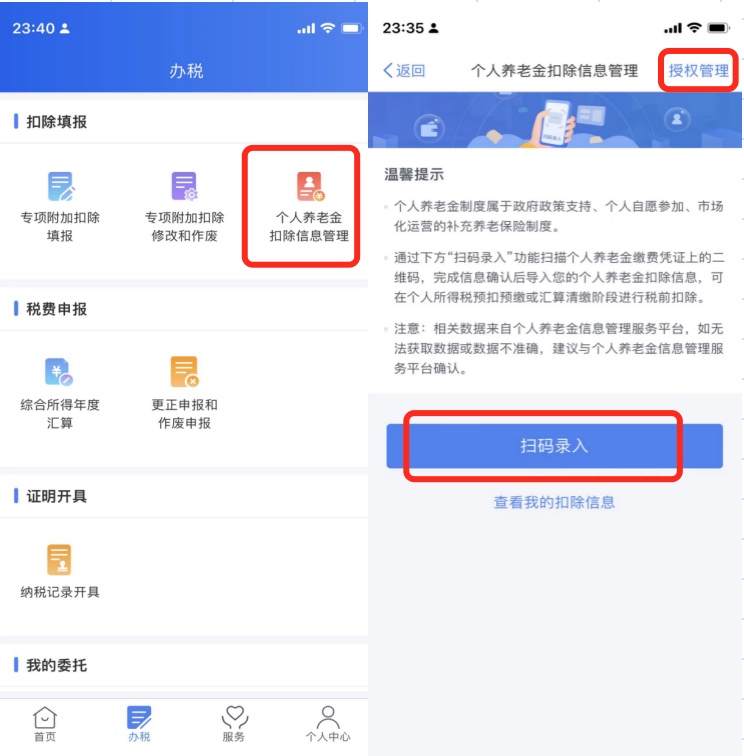 23:40
办税
扣除填报
专项附加扣除
填报
专项附加扣除
修改和作废
个人养老金
扣除信息管理
税费申报
综合所得年度
汇算
更正申报和
作废申报
证明开具
纳税记录开具
我的委托
首页
办税
服务
个人中心
23:35
返回
个人养老金扣除信息管理
授权管理
温馨提示
个人养老金制度属于政府政策支持、个人自愿参加、市场
化运营的补充养老保险制度。
通过下方“扫码录入”功能扫描个人养老金缴费凭证上的二
维码，完成信息确认后导入您的个人养老金扣除信息，可
在个人所得税预扣预缴或汇算清缴阶段进行税前扣除。
注意：相关数据来自个人养老金信息管理服务平台，如无
法获取数据或数据不准确，建议与个人养老金信息管理服
务平台确认。
扫码录入
查看我的扣除信息